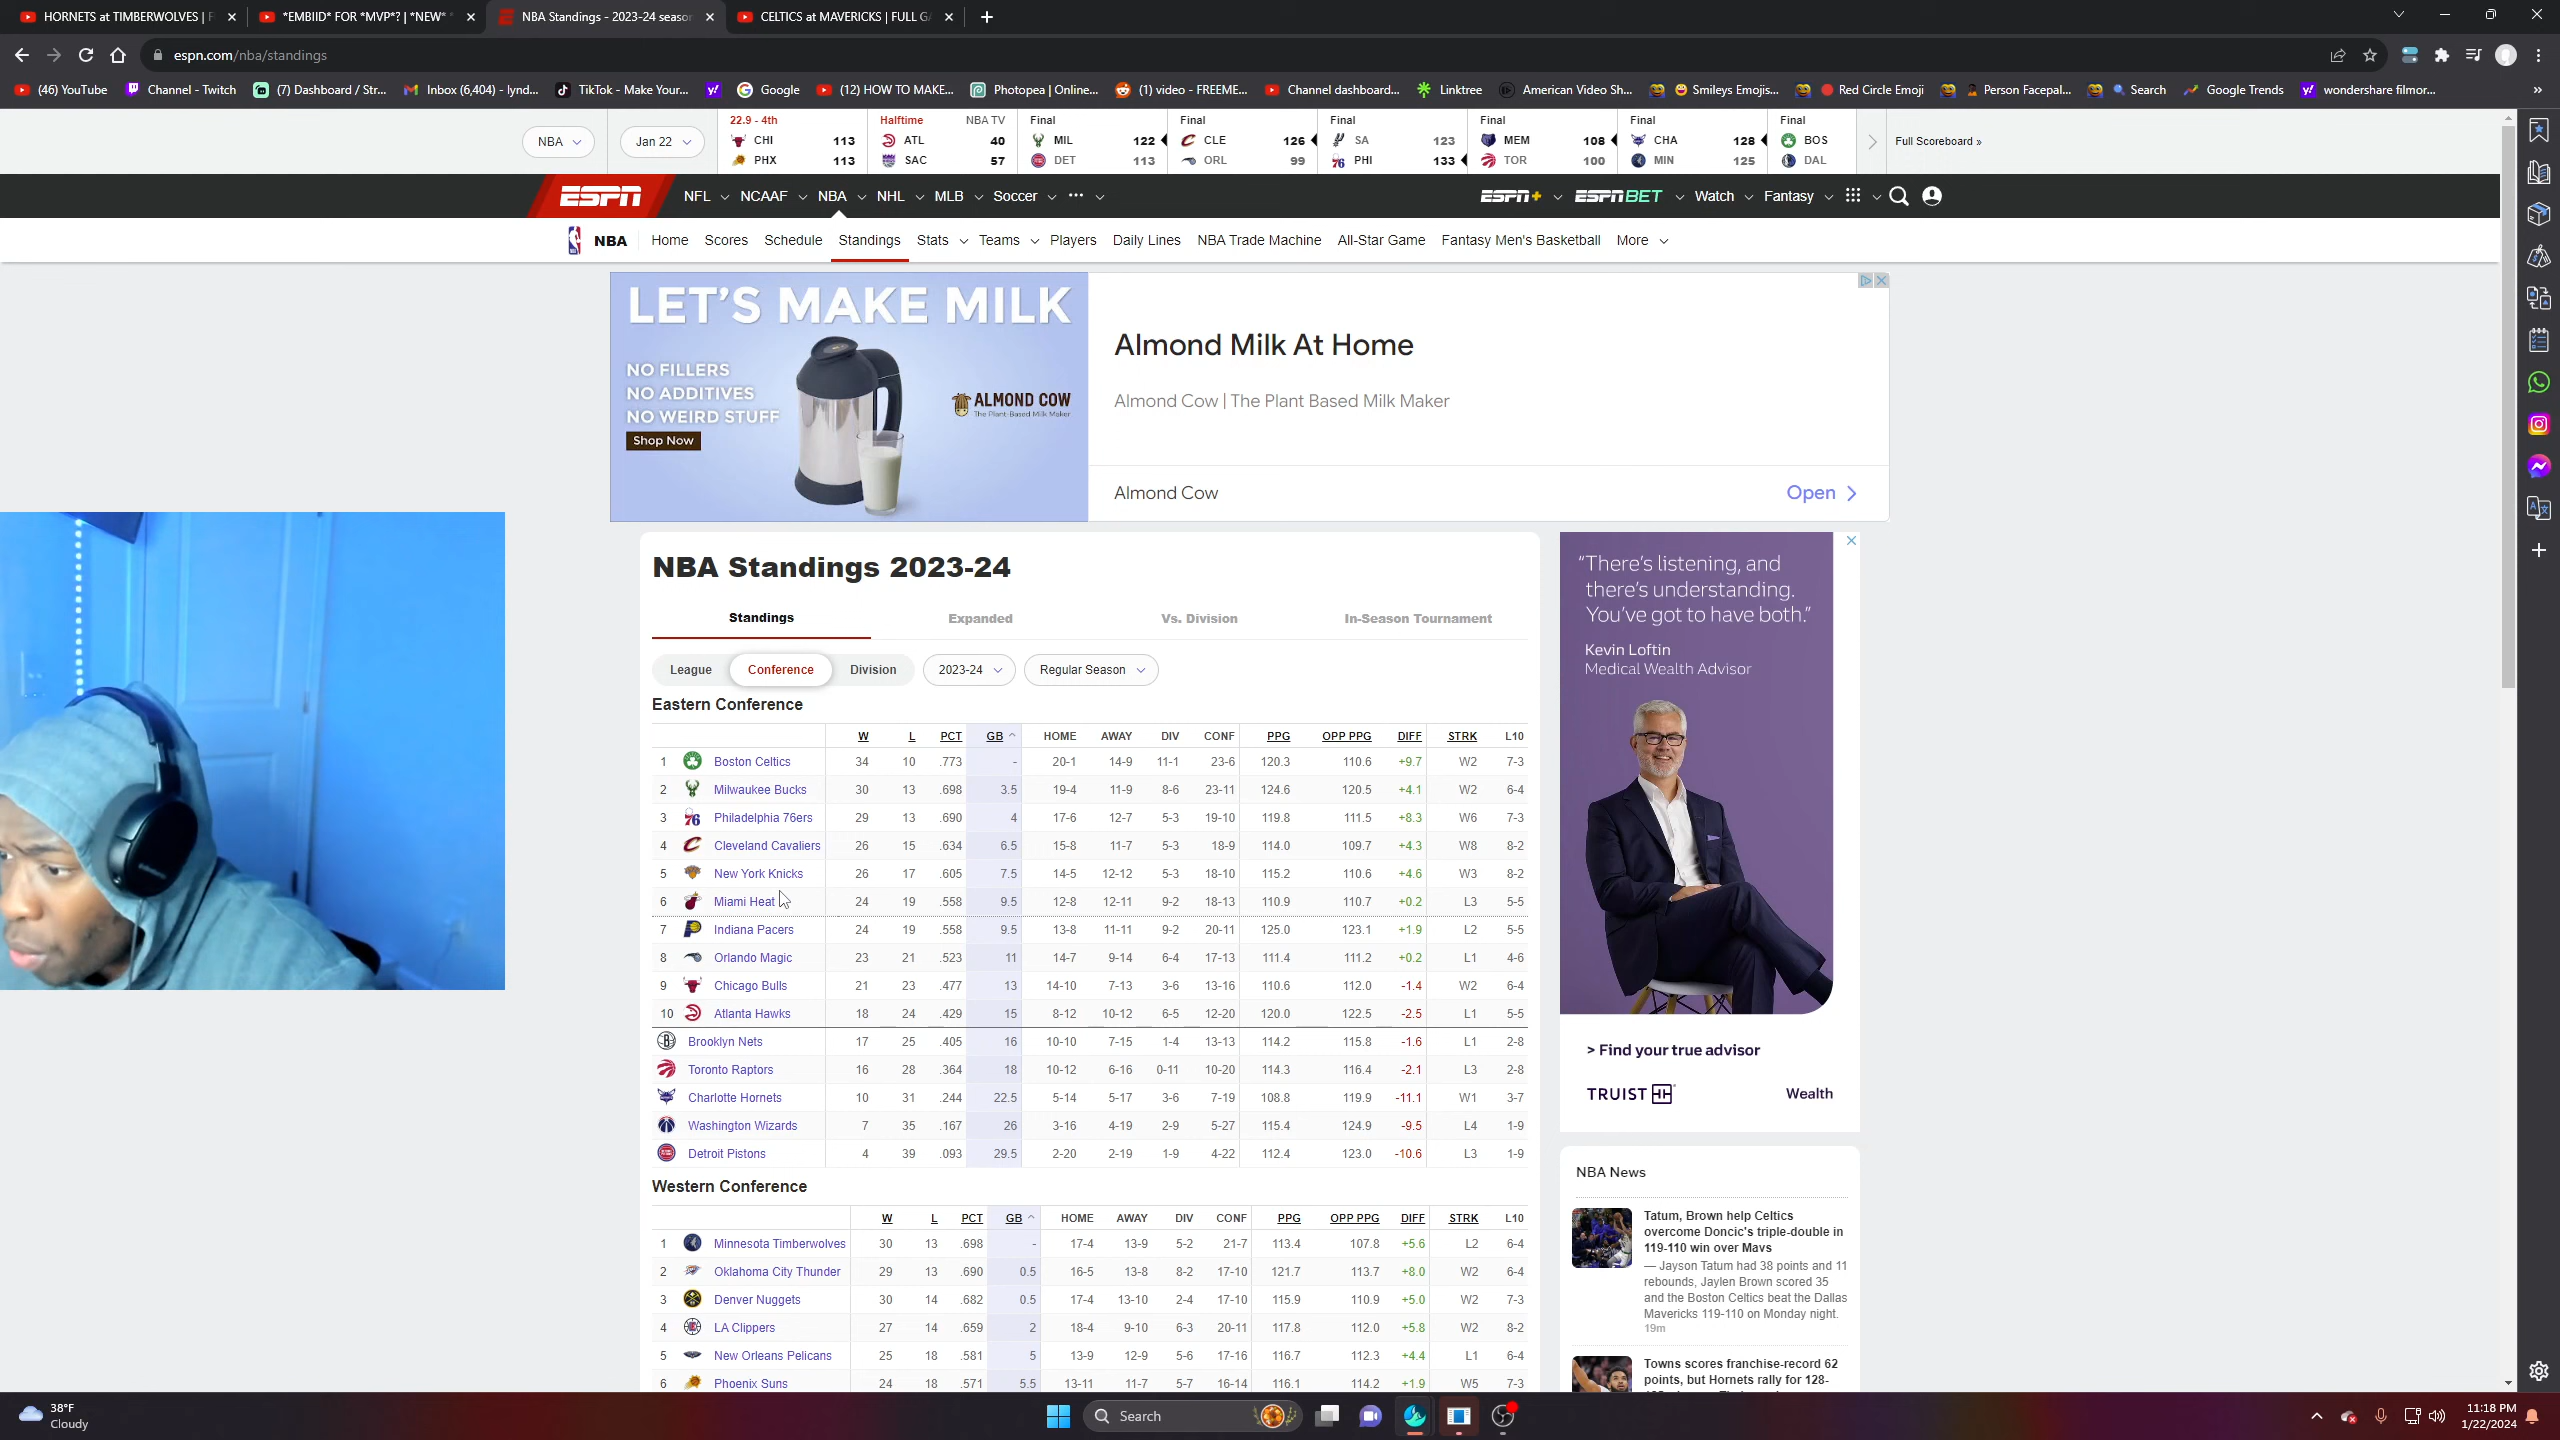 HORNETS at TIMBERWOLVES | F
*EMBIID* FOR *MVP*? | *NEW* *
NBA Standings - 2023-24 season
CELTICS at MAVERICKS | FULL GA
espn.com/nba/standings
(46) YouTube Channel - Twitch (7) Dashboard / Str... Inbox (6,404) - lynd... TikTok - Make Your... Google (12) HOW TO MAKE... Photopea | Online... (1) video - FREEME... Channel dashboard... Linktree American Video Sh... Smileys Emojis... Red Circle Emoji Person Facepal... Search Google Trends wondershare filmor... »
NBA Jan 22
22.9 - 4th
CHI 113
PHX 113
Halftime NBA TV
ATL 40
SAC 57
Final
MIL 122
DET 113
Final
CLE 126
ORL 99
Final
SA 123
PHI 133
Final
MEM 108
TOR 100
Final
CHA 128
MIN 125
Final
BOS
DAL
Full Scoreboard »
ESPN NFL NCAAF NBA NHL MLB Soccer ••• ESPN+ ESPN BET Watch Fantasy
NBA Home Scores Schedule Standings Stats Teams Players Daily Lines NBA Trade Machine All-Star Game Fantasy Men's Basketball More
LET'S MAKE MILK
NO FILLERS
NO ADDITIVES
NO WEIRD STUFF
Shop Now
ALMOND COW
The Plant-Based Milk Maker
Almond Milk At Home
Almond Cow | The Plant Based Milk Maker
Almond Cow Open
NBA Standings 2023-24
Standings Expanded Vs. Division In-Season Tournament
League Conference Division 2023-24 Regular Season
Eastern Conference
W L PCT GB HOME AWAY DIV CONF PPG OPP PPG DIFF STRK L10
1 Boston Celtics 34 10 .773 - 20-1 14-9 11-1 23-6 120.3 110.6 +9.7 W2 7-3
2 Milwaukee Bucks 30 13 .698 3.5 19-4 11-9 8-6 23-11 124.6 120.5 +4.1 W2 6-4
3 Philadelphia 76ers 29 13 .690 4 17-6 12-7 5-3 19-10 119.8 111.5 +8.3 W6 7-3
4 Cleveland Cavaliers 26 15 .634 6.5 15-8 11-7 5-3 18-9 114.0 109.7 +4.3 W8 8-2
5 New York Knicks 26 17 .605 7.5 14-5 12-12 5-3 18-10 115.2 110.6 +4.6 W3 8-2
6 Miami Heat 24 19 .558 9.5 12-8 12-11 9-2 18-13 110.9 110.7 +0.2 L3 5-5
7 Indiana Pacers 24 19 .558 9.5 13-8 11-11 9-2 20-11 125.0 123.1 +1.9 L2 5-5
8 Orlando Magic 23 21 .523 11 14-7 9-14 6-4 17-13 111.4 111.2 +0.2 L1 4-6
9 Chicago Bulls 21 23 .477 13 14-10 7-13 3-6 13-16 110.6 112.0 -1.4 W2 6-4
10 Atlanta Hawks 18 24 .429 15 8-12 10-12 6-5 12-20 120.0 122.5 -2.5 L1 5-5
Brooklyn Nets 17 25 .405 16 10-10 7-15 1-4 13-13 114.2 115.8 -1.6 L1 2-8
Toronto Raptors 16 28 .364 18 10-12 6-16 0-11 10-20 114.3 116.4 -2.1 L3 2-8
Charlotte Hornets 10 31 .244 22.5 5-14 5-17 3-6 7-19 108.8 119.9 -11.1 W1 3-7
Washington Wizards 7 35 .167 26 3-16 4-19 2-9 5-27 115.4 124.9 -9.5 L4 1-9
Detroit Pistons 4 39 .093 29.5 2-20 2-19 1-9 4-22 112.4 123.0 -10.6 L3 1-9
Western Conference
W L PCT GB HOME AWAY DIV CONF PPG OPP PPG DIFF STRK L10
1 Minnesota Timberwolves 30 13 .698 - 17-4 13-9 5-2 21-7 113.4 107.8 +5.6 L2 6-4
2 Oklahoma City Thunder 29 13 .690 0.5 16-5 13-8 8-2 17-10 121.7 113.7 +8.0 W2 6-4
3 Denver Nuggets 30 14 .682 0.5 17-4 13-10 2-4 17-10 115.9 110.9 +5.0 W2 7-3
4 LA Clippers 27 14 .659 2 18-4 9-10 6-3 20-11 117.8 112.0 +5.8 W2 8-2
5 New Orleans Pelicans 25 18 .581 5 13-9 12-9 5-6 17-16 116.7 112.3 +4.4 L1 6-4
6 Phoenix Suns 24 18 .571 5.5 13-11 11-7 5-7 16-14 116.1 114.2 +1.9 W5 7-3
"There's listening, and
there's understanding.
You've got to have both."
Kevin Loftin
Medical Wealth Advisor
> Find your true advisor
TRUIST Wealth
NBA News
Tatum, Brown help Celtics
overcome Doncic's triple-double in
119-110 win over Mavs
— Jayson Tatum had 38 points and 11
rebounds, Jaylen Brown scored 35
and the Boston Celtics beat the Dallas
Mavericks 119-110 on Monday night.
19m
Towns scores franchise-record 62
points, but Hornets rally for 128-
38°F
Cloudy
Search
11:18 PM
1/22/2024